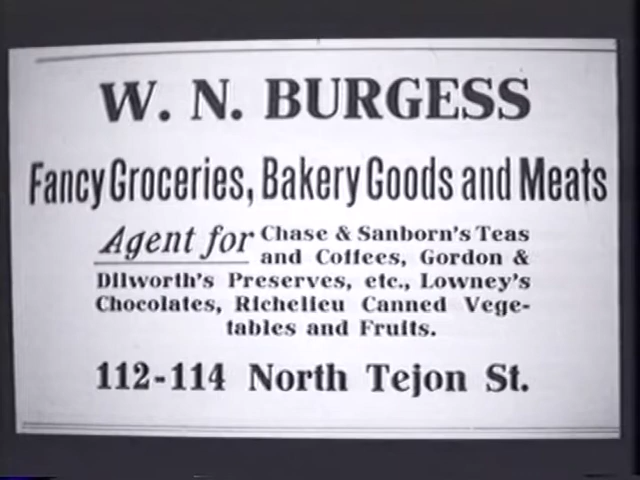 W. N. BURGESS
Fancy Groceries, Bakery Goods and Meats
Agent for Chase & Sanborn's Teas
and Coffees, Gordon &
Dilworth's Preserves, etc., Lowney's
Chocolates, Richelieu Canned Vege-
tables and Fruits.
112-114 North Tejon St.